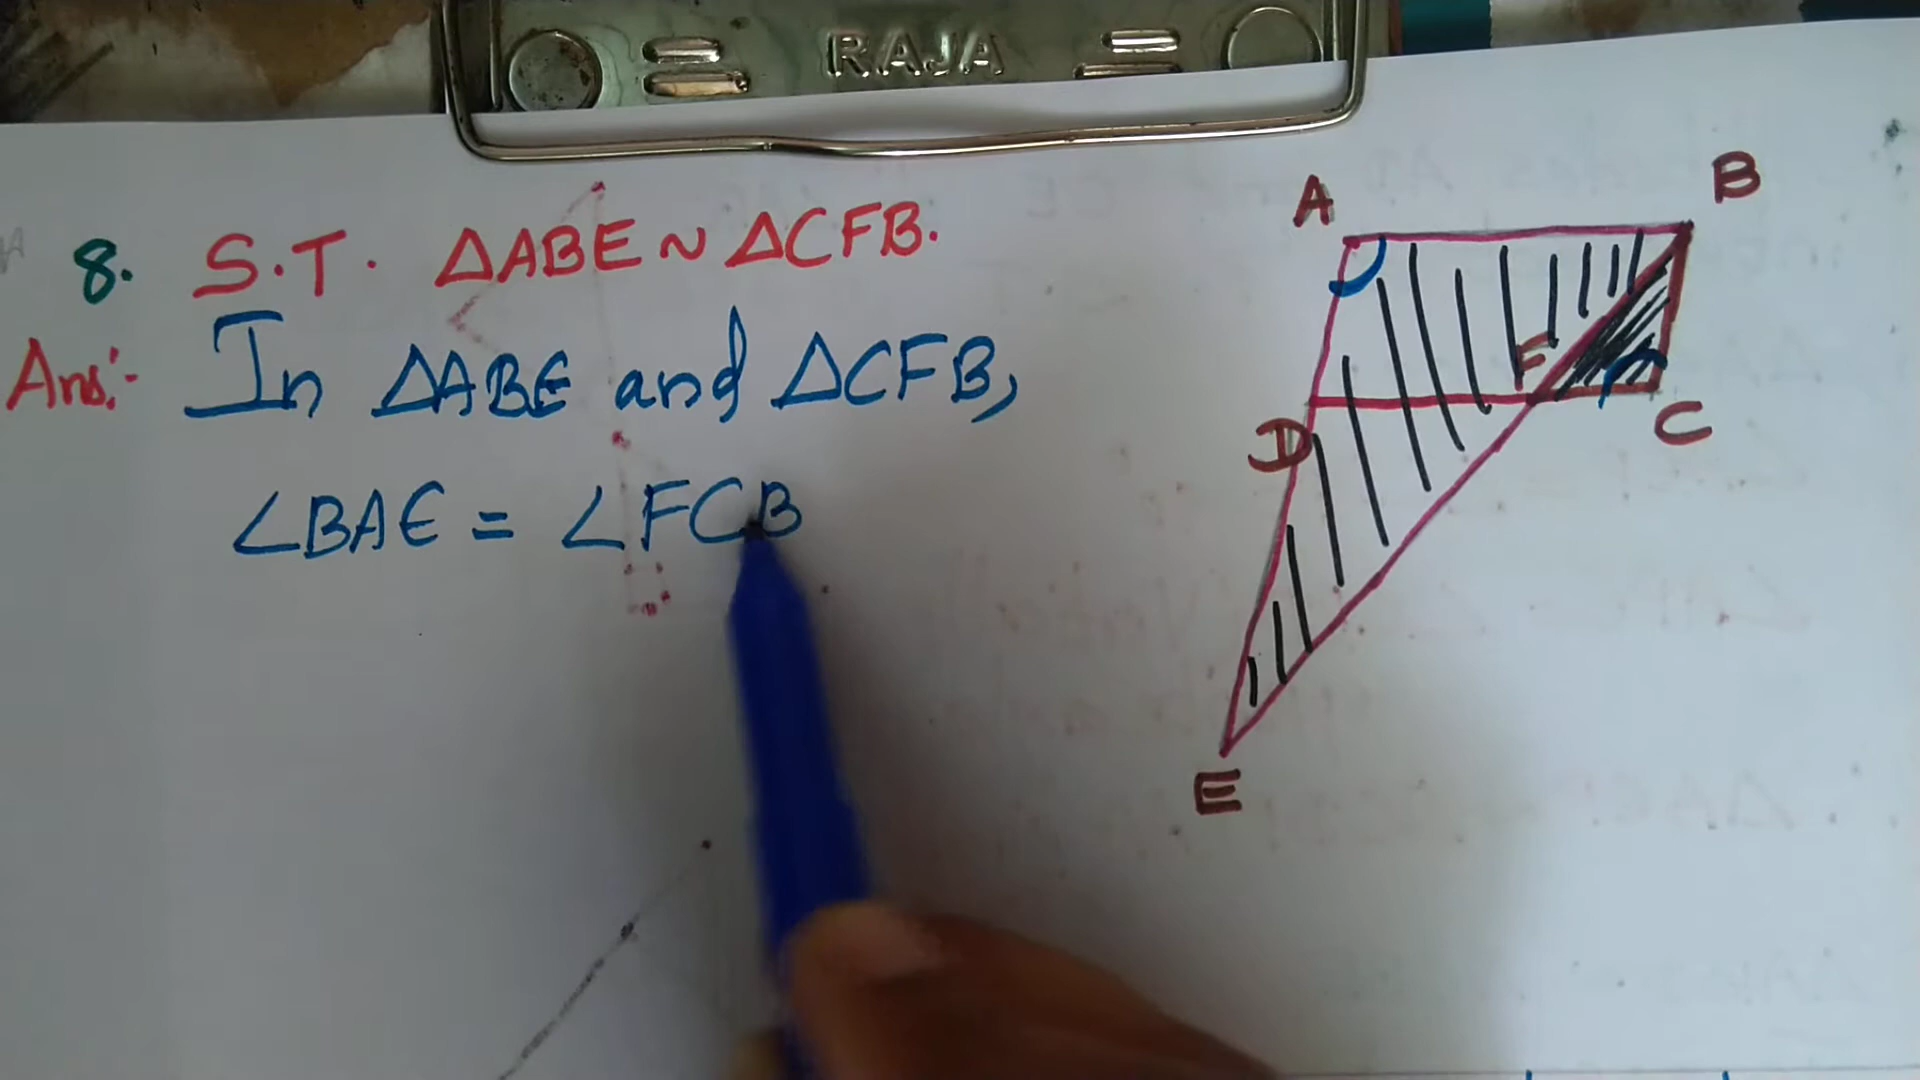 RAJA
8. S.T. ΔABE ~ ΔCFB.
Ans:- In ΔABE and ΔCFB,
∠BAE = ∠FCB
A
B
F
D
C
E